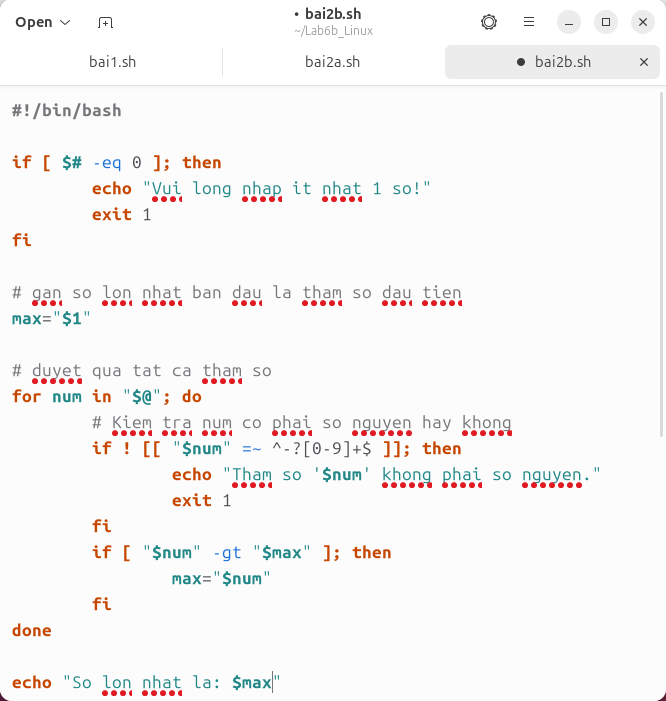 Open
• bai2b.sh
~/Lab6b_Linux
bai1.sh
bai2a.sh
● bai2b.sh
#!/bin/bash
if [ $# -eq 0 ]; then
echo "Vui long nhap it nhat 1 so!"
exit 1
fi
# gan so lon nhat ban dau la tham so dau tien
max="$1"
# duyet qua tat ca tham so
for num in "$@"; do
# Kiem tra num co phai so nguyen hay khong
if ! [[ "$num" =~ ^-?[0-9]+$ ]]; then
echo "Tham so '$num' khong phai so nguyen."
exit 1
fi
if [ "$num" -gt "$max" ]; then
max="$num"
fi
done
echo "So lon nhat la: $max"